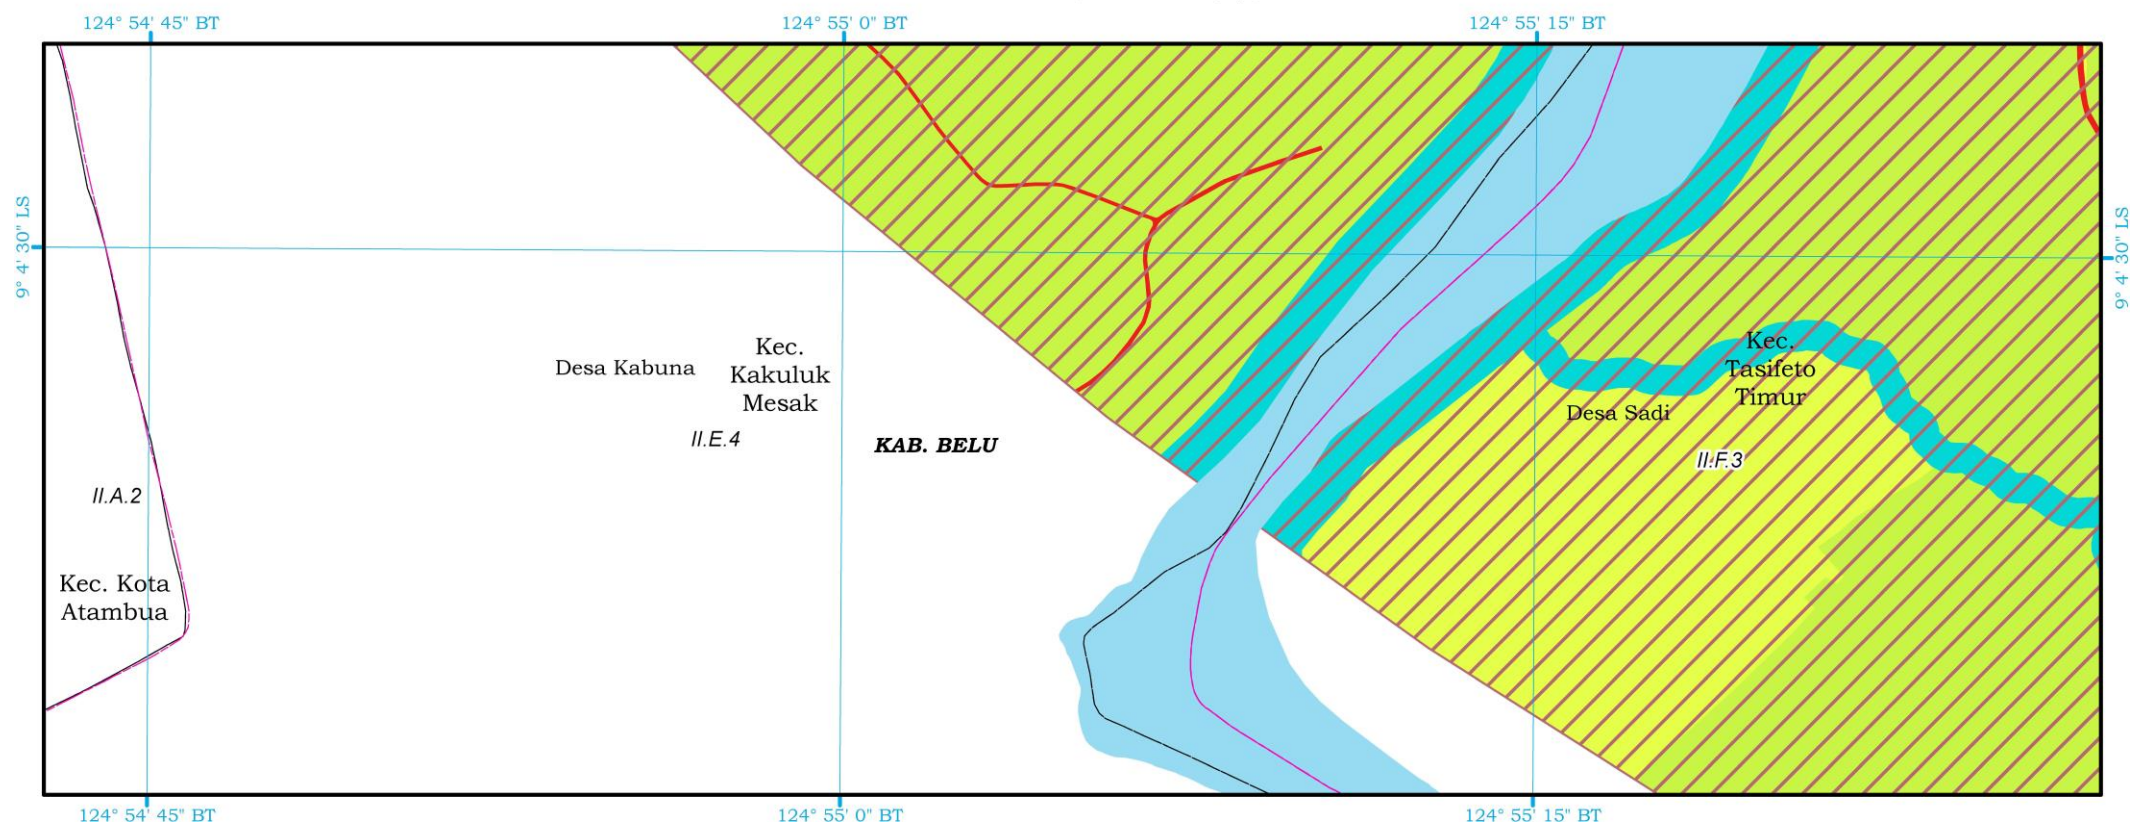 124° 54' 45" BT
124° 55' 0" BT
124° 55' 15" BT
9° 4' 30" LS
9° 4' 30" LS
Desa Kabuna
Kec.
Kakuluk
Mesak
II.E.4
KAB. BELU
Kec.
Tasifeto
Timur
Desa Sadi
II.F.3
II.A.2
Kec. Kota
Atambua
124° 54' 45" BT
124° 55' 0" BT
124° 55' 15" BT